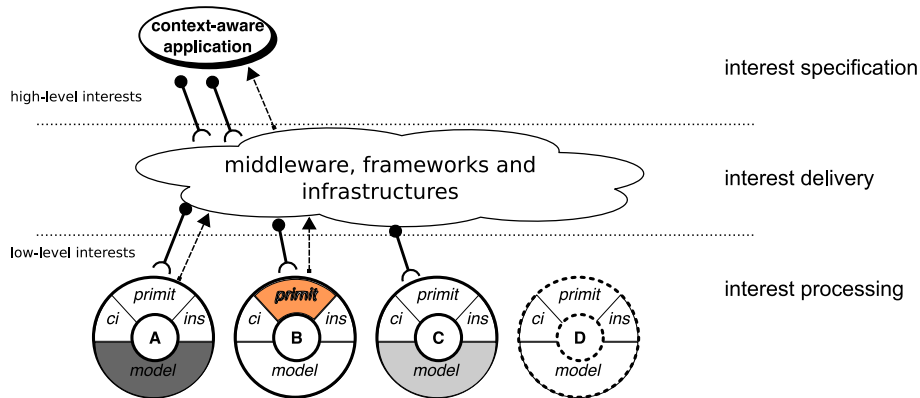 context-aware
application
interest specification
high-level interests
middleware, frameworks and
infrastructures
interest delivery
low-level interests
interest processing
primit
ci
ins
A
model
primit
ci
ins
B
model
primit
ci
ins
C
model
primit
ci
ins
D
model